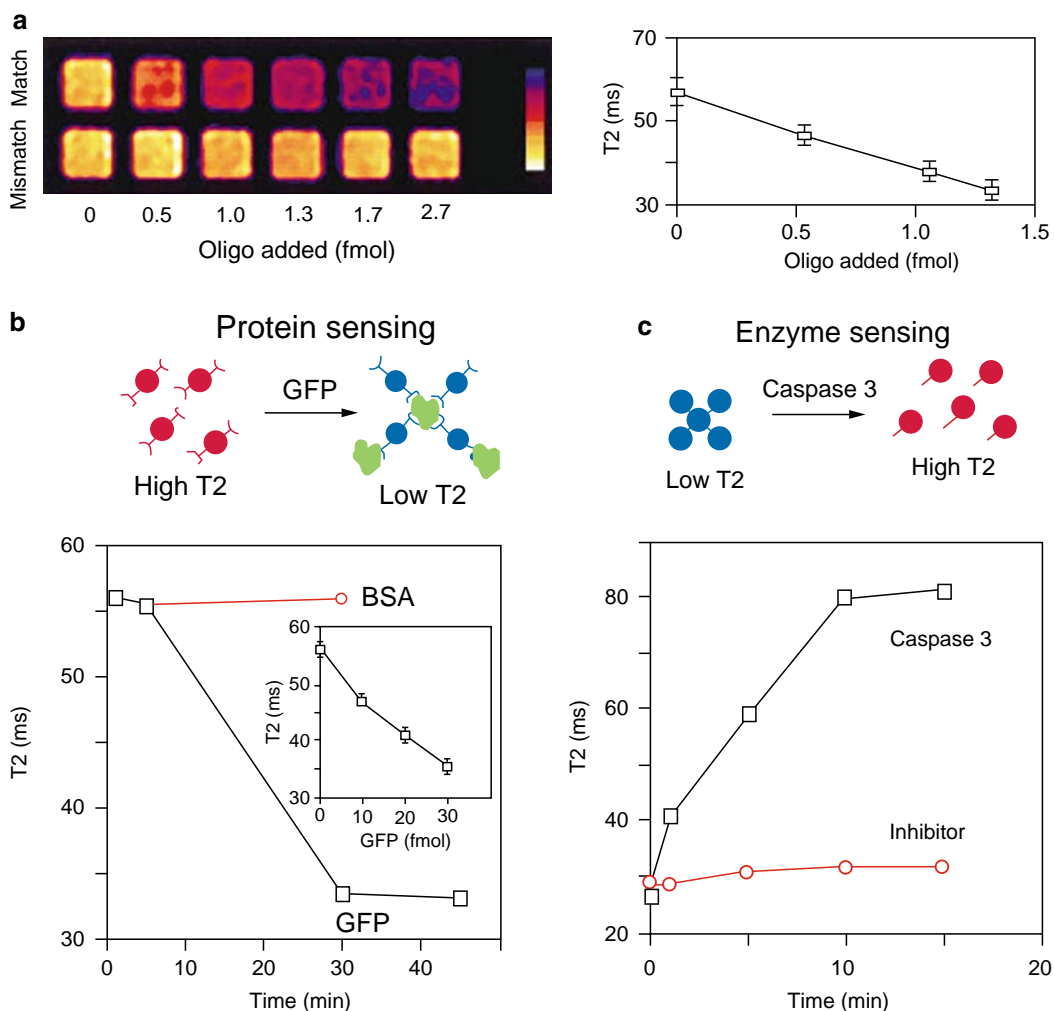 a
Match
Mismatch
0 0.5 1.0 1.3 1.7 2.7
Oligo added (fmol)
70
50
30
T2 (ms)
0 0.5 1.0 1.5
Oligo added (fmol)
b
Protein sensing
GFP
High T2
Low T2
c
Enzyme sensing
Caspase 3
Low T2
High T2
60
50
40
30
T2 (ms)
BSA
GFP
0 10 20 30 40
Time (min)
60
50
40
30
T2 (ms)
0 10 20 30
GFP (fmol)
80
60
40
20
T2 (ms)
Caspase 3
Inhibitor
0 10 20
Time (min)